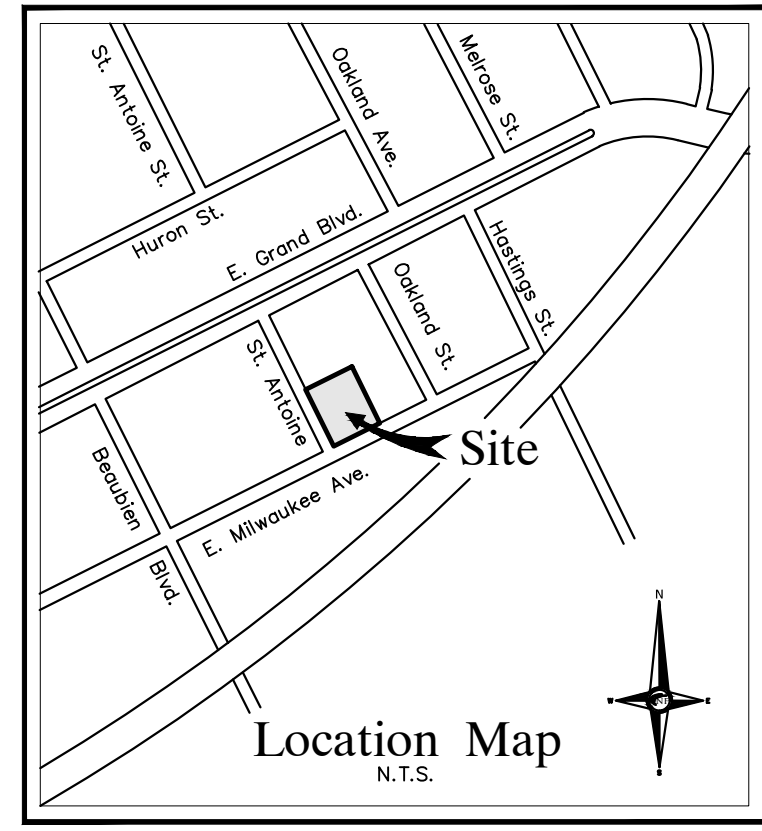 St. Antoine St.
Oakland Ave.
Melrose St.
Huron St.
E. Grand Blvd.
Hastings St.
Oakland St.
St. Antoine
Site
Beaubien
Blvd.
E. Milwaukee Ave.
N
W
E
S
Location Map
N.T.S.